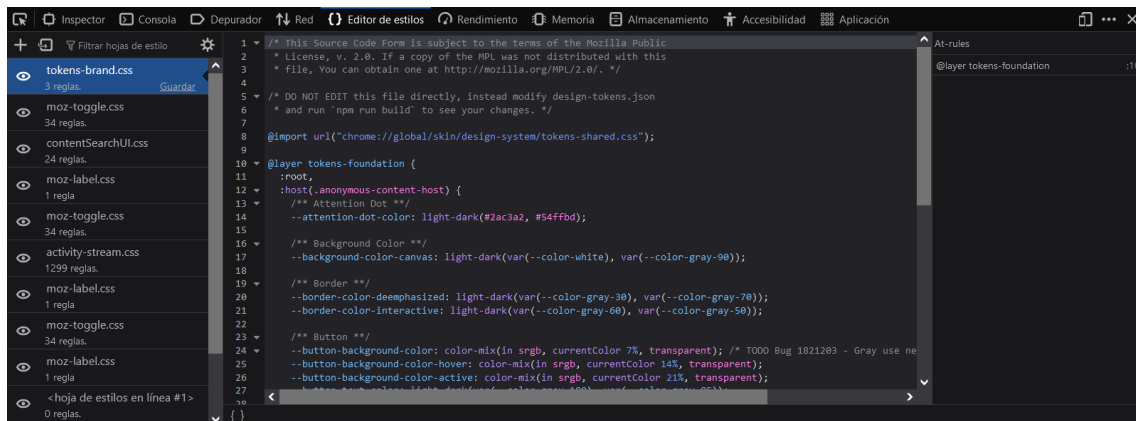 Inspector Consola Depurador Red Editor de estilos Rendimiento Memoria Almacenamiento Accesibilidad Aplicación
Filtrar hojas de estilo
tokens-brand.css
3 reglas. Guardar
moz-toggle.css
34 reglas.
contentSearchUI.css
24 reglas.
moz-label.css
1 regla
moz-toggle.css
34 reglas.
activity-stream.css
1299 reglas.
moz-label.css
1 regla
moz-toggle.css
34 reglas.
moz-label.css
1 regla
<hoja de estilos en línea #1>
0 reglas.
1 /* This Source Code Form is subject to the terms of the Mozilla Public
2 * License, v. 2.0. If a copy of the MPL was not distributed with this
3 * file, You can obtain one at http://mozilla.org/MPL/2.0/. */
4
5 /* DO NOT EDIT this file directly, instead modify design-tokens.json
6 * and run `npm run build` to see your changes. */
7
8 @import url("chrome://global/skin/design-system/tokens-shared.css");
9
10 @layer tokens-foundation {
11 :root,
12 :host(.anonymous-content-host) {
13 /** Attention Dot **/
14 --attention-dot-color: light-dark(#2ac3a2, #54ffbd);
15
16 /** Background Color **/
17 --background-color-canvas: light-dark(var(--color-white), var(--color-gray-90));
18
19 /** Border **/
20 --border-color-deemphasized: light-dark(var(--color-gray-30), var(--color-gray-70));
21 --border-color-interactive: light-dark(var(--color-gray-60), var(--color-gray-50));
22
23 /** Button **/
24 --button-background-color: color-mix(in srgb, currentColor 7%, transparent); /* TODO Bug 1821203 - Gray use ne
25 --button-background-color-hover: color-mix(in srgb, currentColor 14%, transparent);
26 --button-background-color-active: color-mix(in srgb, currentColor 21%, transparent);
27
{ }
At-rules
@layer tokens-foundation